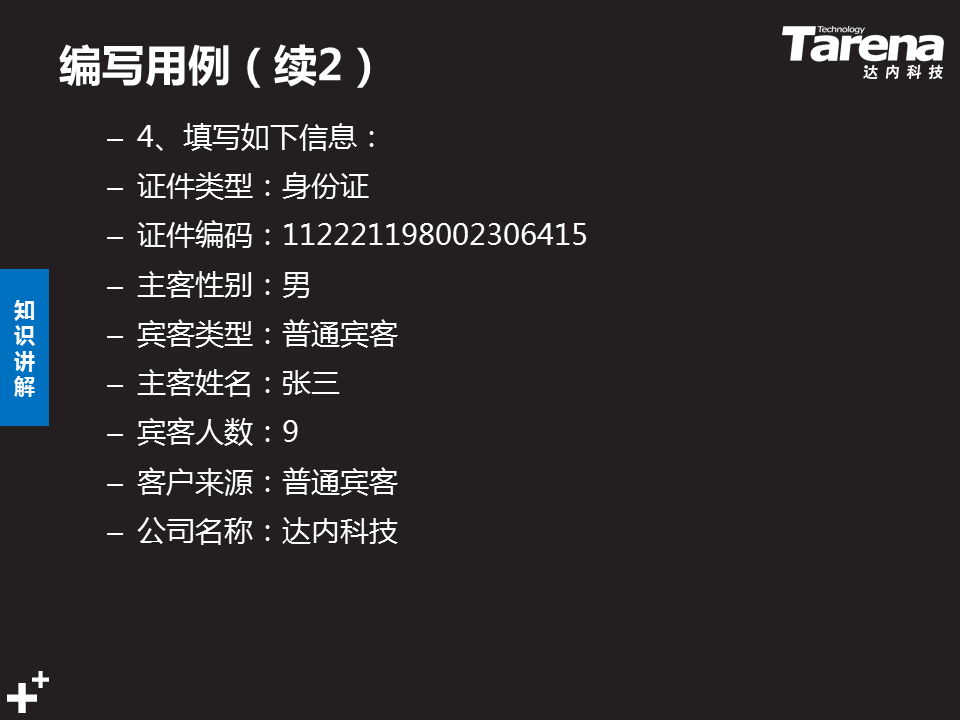 编写用例（续2）
Technology
Tarena
达内科技
– 4、填写如下信息：
– 证件类型：身份证
– 证件编码：112221198002306415
– 主客性别：男
– 宾客类型：普通宾客
– 主客姓名：张三
– 宾客人数：9
– 客户来源：普通宾客
– 公司名称：达内科技
知识讲解